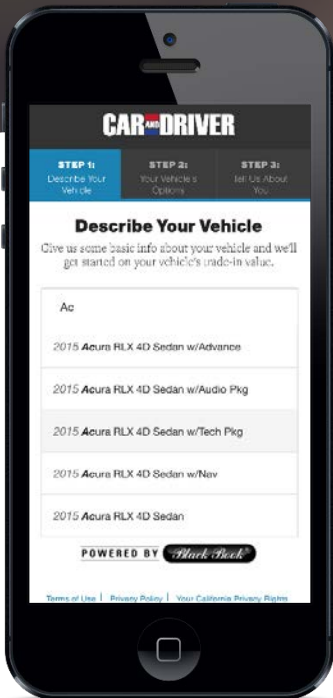 CAR AND DRIVER
STEP 1: STEP 2: STEP 3:
Describe Your Your Vehicle's Tell Us About
Vehicle Options You
Describe Your Vehicle
Give us some basic info about your vehicle and we'll
get started on your vehicle's trade-in value.
Ac
2015 Acura RLX 4D Sedan w/Advance
2015 Acura RLX 4D Sedan w/Audio Pkg
2015 Acura RLX 4D Sedan w/Tech Pkg
2015 Acura RLX 4D Sedan w/Nav
2015 Acura RLX 4D Sedan
POWERED BY Black Book
Terms of Use | Privacy Policy | Your California Privacy Rights